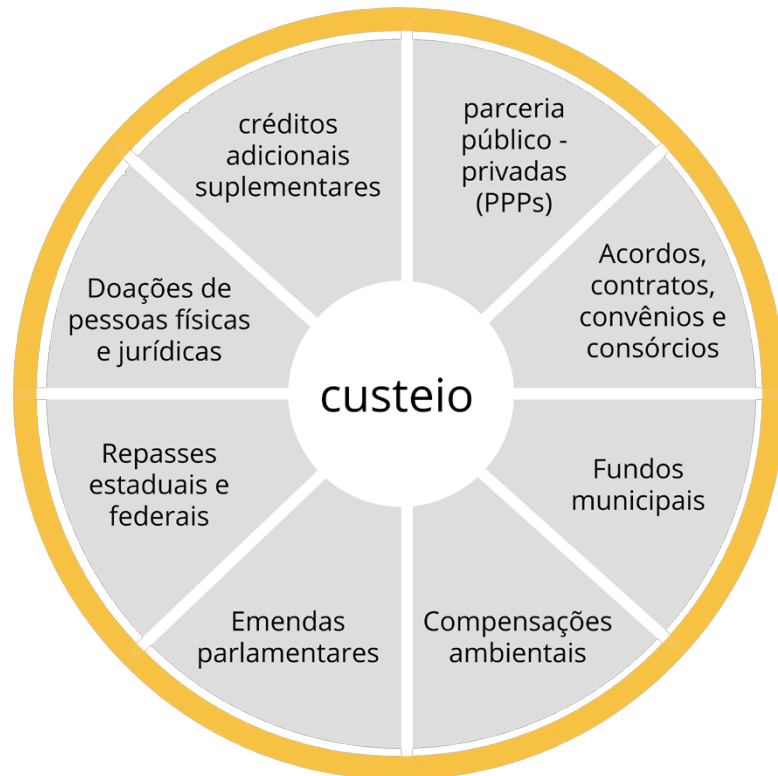 créditos
adicionais
suplementares
parceria
público -
privadas
(PPPs)
Acordos,
contratos,
convênios e
consórcios
Doações de
pessoas físicas
e jurídicas
custeio
Repasses
estaduais e
federais
Fundos
municipais
Emendas
parlamentares
Compensações
ambientais